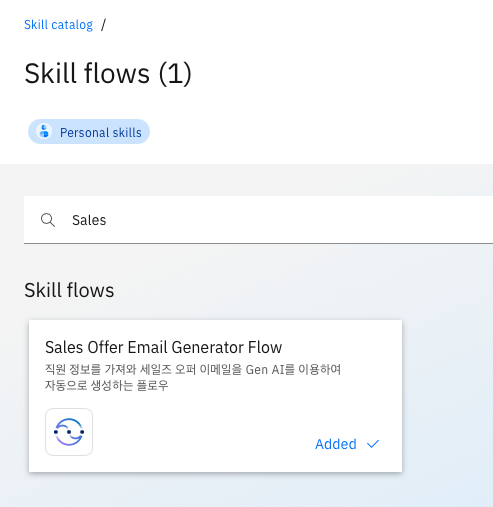 Skill catalog /
Skill flows (1)
Personal skills
Sales
Skill flows
Sales Offer Email Generator Flow
직원 정보를 가져와 세일즈 오퍼 이메일을 Gen AI를 이용하여
자동으로 생성하는 플로우
Added